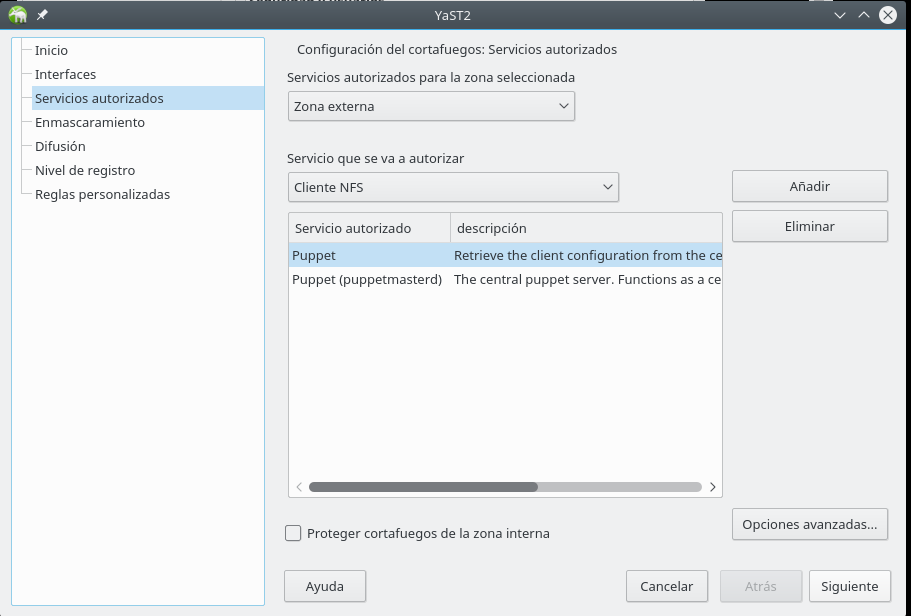 YaST2
Inicio
Interfaces
Servicios autorizados
Enmascaramiento
Difusión
Nivel de registro
Reglas personalizadas
Configuración del cortafuegos: Servicios autorizados
Servicios autorizados para la zona seleccionada
Zona externa
Servicio que se va a autorizar
Cliente NFS
Añadir
Eliminar
Servicio autorizado descripción
Puppet Retrieve the client configuration from the ce
Puppet (puppetmasterd) The central puppet server. Functions as a ce
Proteger cortafuegos de la zona interna
Opciones avanzadas...
Ayuda Cancelar Atrás Siguiente